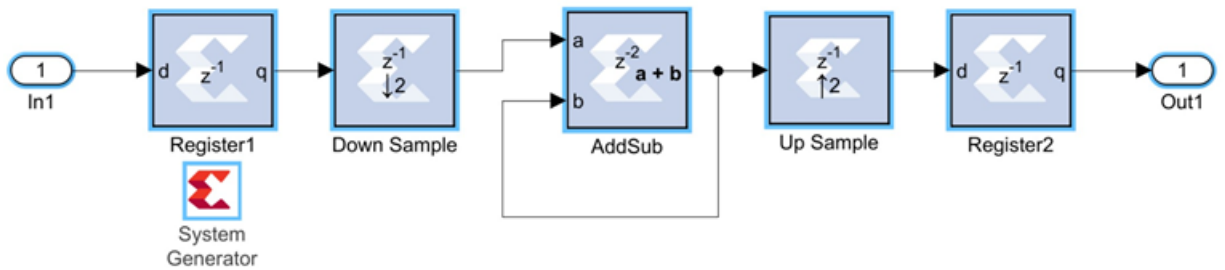 1
In1
d
z-1
q
Register1
z-1
↓2
Down Sample
a
b
z-2
a + b
AddSub
z-1
↑2
Up Sample
d
z-1
q
Register2
1
Out1
System
Generator